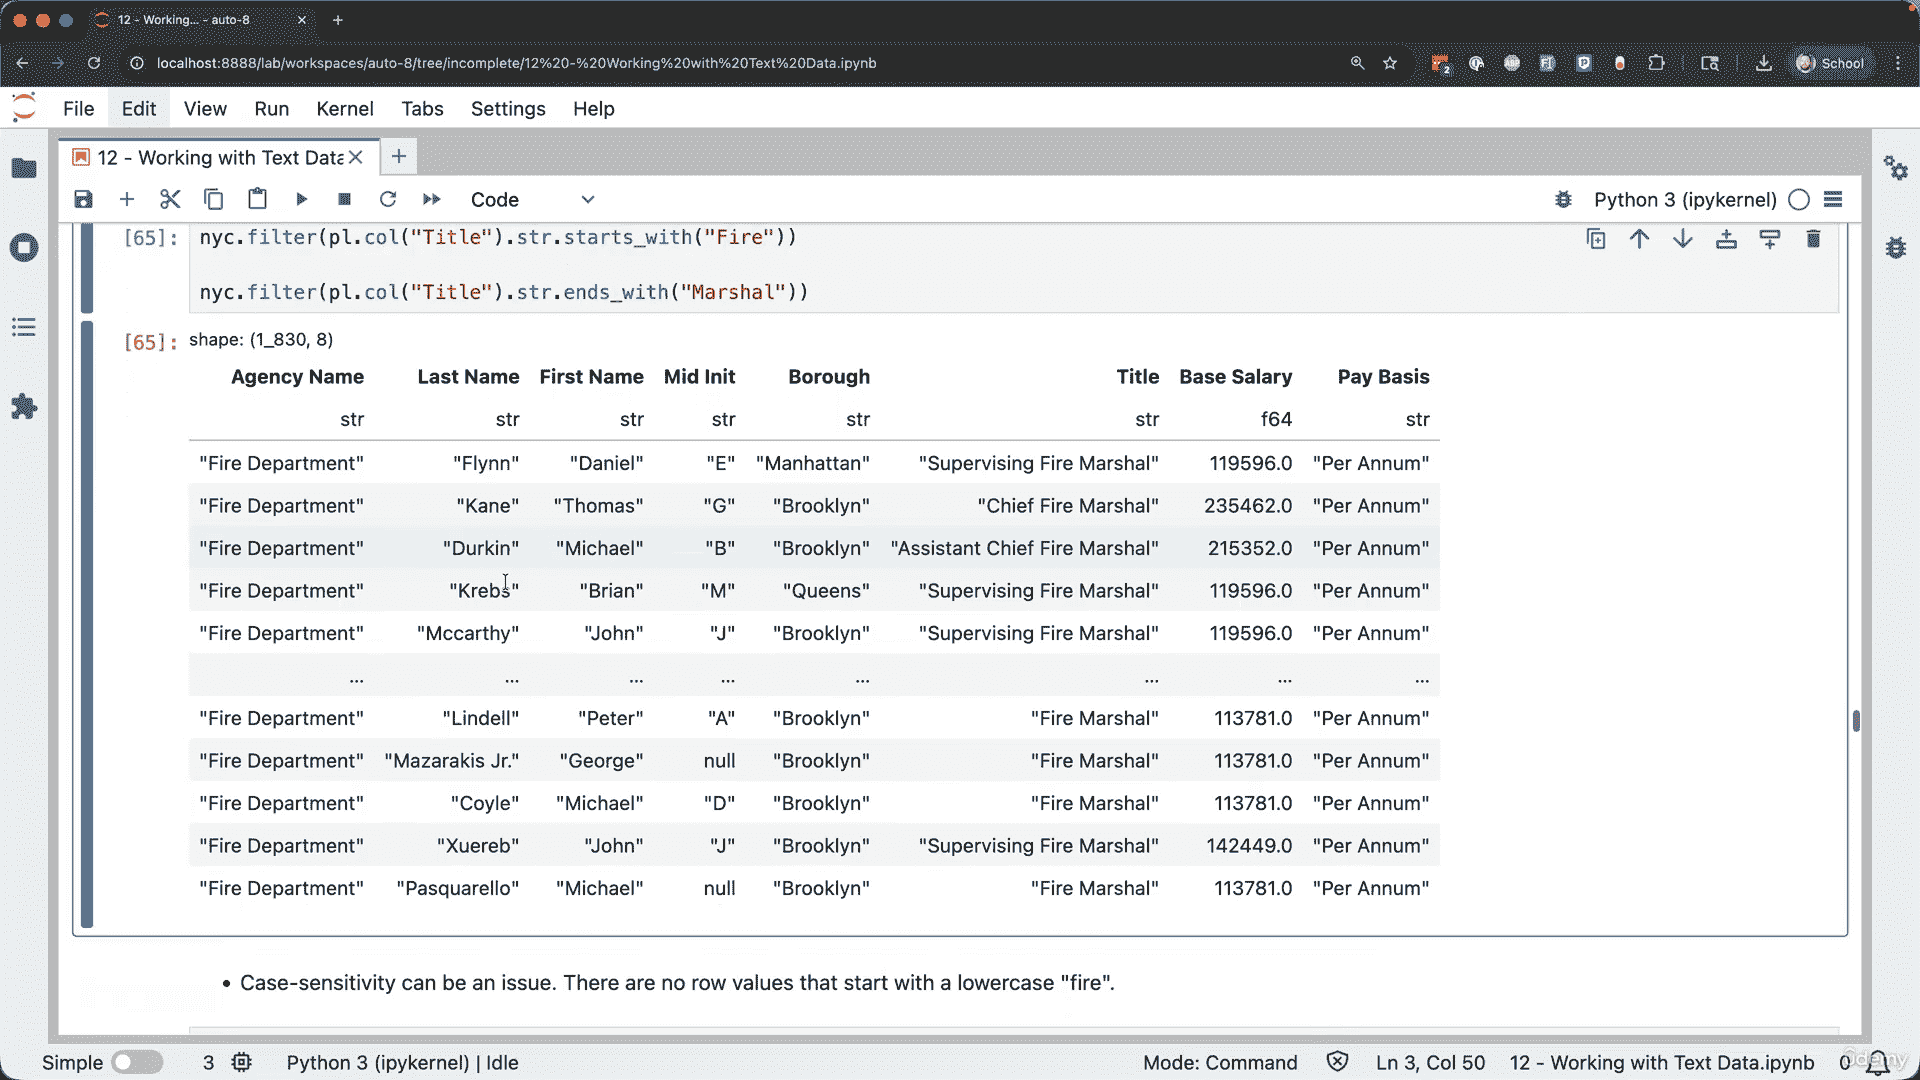 12 - Working... - auto-8
localhost:8888/lab/workspaces/auto-8/tree/incomplete/12%20-%20Working%20with%20Text%20Data.ipynb
2
School
File Edit View Run Kernel Tabs Settings Help
12 - Working with Text Data
Code
Python 3 (ipykernel)
[65]: nyc.filter(pl.col("Title").str.starts_with("Fire"))
nyc.filter(pl.col("Title").str.ends_with("Marshal"))
[65]: shape: (1_830, 8)
Agency Name Last Name First Name Mid Init Borough Title Base Salary Pay Basis
str str str str str str f64 str
"Fire Department" "Flynn" "Daniel" "E" "Manhattan" "Supervising Fire Marshal" 119596.0 "Per Annum"
"Fire Department" "Kane" "Thomas" "G" "Brooklyn" "Chief Fire Marshal" 235462.0 "Per Annum"
"Fire Department" "Durkin" "Michael" "B" "Brooklyn" "Assistant Chief Fire Marshal" 215352.0 "Per Annum"
"Fire Department" "Krebs" "Brian" "M" "Queens" "Supervising Fire Marshal" 119596.0 "Per Annum"
"Fire Department" "Mccarthy" "John" "J" "Brooklyn" "Supervising Fire Marshal" 119596.0 "Per Annum"
... ... ... ... ... ... ... ...
"Fire Department" "Lindell" "Peter" "A" "Brooklyn" "Fire Marshal" 113781.0 "Per Annum"
"Fire Department" "Mazarakis Jr." "George" null "Brooklyn" "Fire Marshal" 113781.0 "Per Annum"
"Fire Department" "Coyle" "Michael" "D" "Brooklyn" "Fire Marshal" 113781.0 "Per Annum"
"Fire Department" "Xuereb" "John" "J" "Brooklyn" "Supervising Fire Marshal" 142449.0 "Per Annum"
"Fire Department" "Pasquarello" "Michael" null "Brooklyn" "Fire Marshal" 113781.0 "Per Annum"
• Case-sensitivity can be an issue. There are no row values that start with a lowercase "fire".
Simple 3 Python 3 (ipykernel) | Idle Mode: Command Ln 3, Col 50 12 - Working with Text Data.ipynb 0
udemy